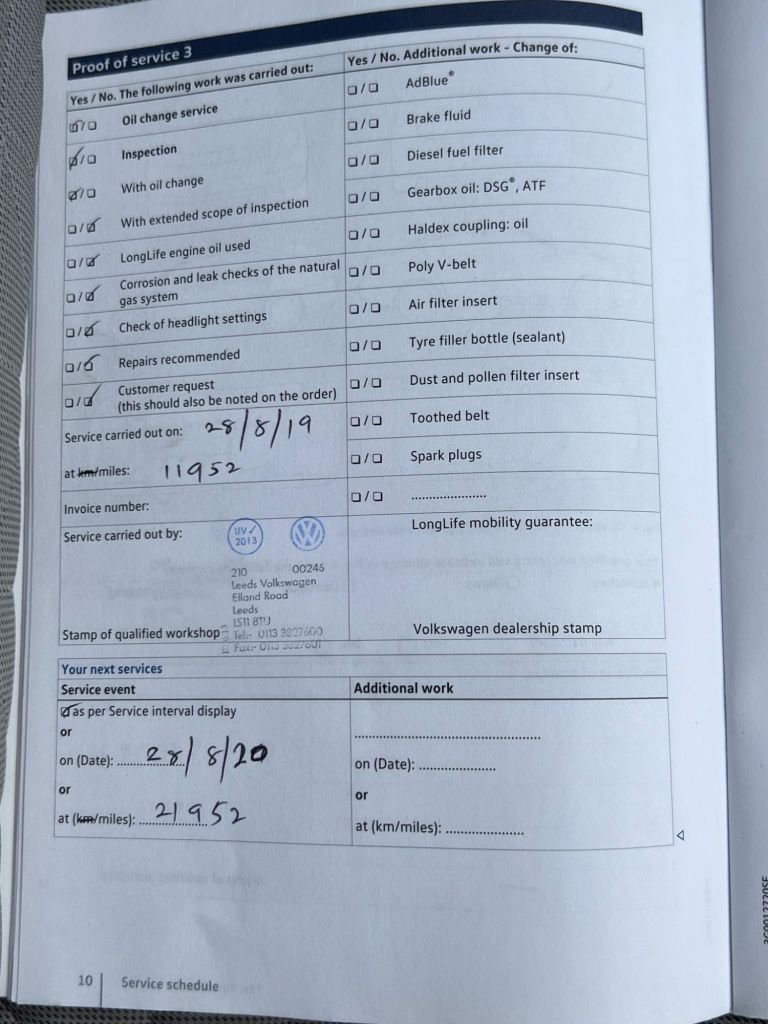 Proof of service 3
Yes / No. The following work was carried out:
☑/☐ Oil change service
☑/☐ Inspection
☑/☐ With oil change
☐/☑ With extended scope of inspection
☐/☑ LongLife engine oil used
☐/☑ Corrosion and leak checks of the natural
gas system
☐/☑ Check of headlight settings
☐/☑ Repairs recommended
☐/☑ Customer request
(this should also be noted on the order)
Service carried out on: 28/8/19
at km/miles: 11952
Invoice number:
Service carried out by:
UV✓
2013
210 00246
Leeds Volkswagen
Elland Road
Leeds
LS11 8TU
Tel:- 0113 3827600
Stamp of qualified workshop
Yes / No. Additional work - Change of:
☐/☐ AdBlue®
☐/☐ Brake fluid
☐/☐ Diesel fuel filter
☐/☐ Gearbox oil: DSG®, ATF
☐/☐ Haldex coupling: oil
☐/☐ Poly V-belt
☐/☐ Air filter insert
☐/☐ Tyre filler bottle (sealant)
☐/☐ Dust and pollen filter insert
☐/☐ Toothed belt
☐/☐ Spark plugs
☐/☐ ....................
LongLife mobility guarantee:
Volkswagen dealership stamp
Your next services
Service event
☑ as per Service interval display
or
on (Date): 28/8/20
or
at (km/miles): 21952
Additional work
..................................................
on (Date): ....................
or
at (km/miles): ....................
10 Service schedule